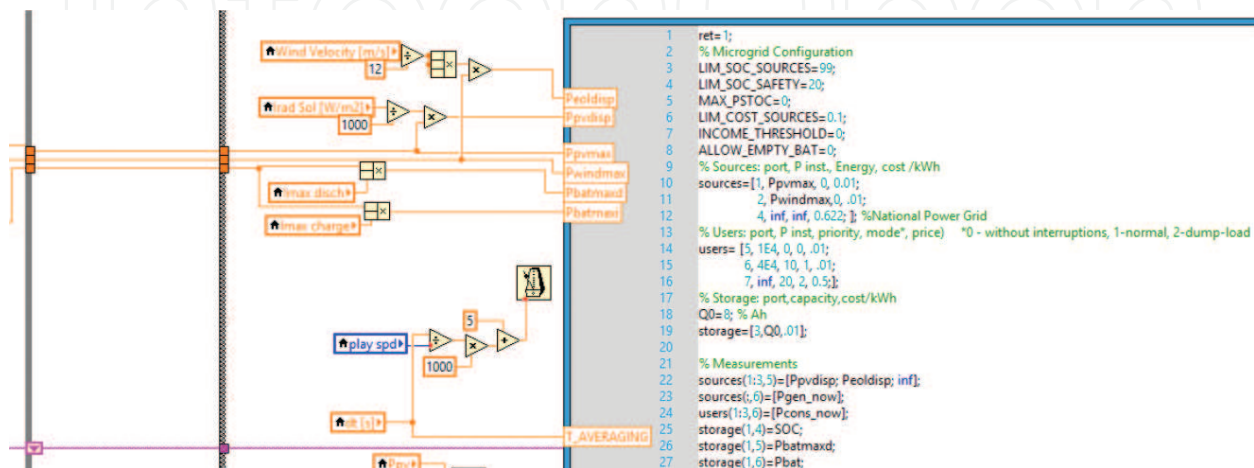 Wind Velocity [m/s]
12
Irad Sol [W/m2]
1000
Imax disch
Imax charge
5
play spd
1000
dt [s]
Ppv
Peoldisp
Ppvdisp
Ppvmax
Pwindmax
Pbatmaxd
Pbatmaxi
T_AVERAGING
1 ret=1;
2 % Microgrid Configuration
3 LIM_SOC_SOURCES=99;
4 LIM_SOC_SAFETY=20;
5 MAX_PSTOC=0;
6 LIM_COST_SOURCES=0.1;
7 INCOME_THRESHOLD=0;
8 ALLOW_EMPTY_BAT=0;
9 % Sources: port, P inst., Energy, cost /kWh
10 sources=[1, Ppvmax, 0, 0.01;
11 2, Pwindmax,0, .01;
12 4, inf, inf, 0.622; ]; %National Power Grid
13 % Users: port, P inst, priority, mode", price) "0 - without interruptions, 1-normal, 2-dump-load
14 users= [5, 1E4, 0, 0, .01;
15 6, 4E4, 10, 1, .01;
16 7, inf, 20, 2, 0.5;];
17 % Storage: port,capacity,cost/kWh
18 Q0=8; % Ah
19 storage=[3,Q0,.01];
20
21 % Measurements
22 sources(1:3,5)=[Ppvdisp; Peoldisp; inf];
23 sources(:,6)=[Pgen_now];
24 users(1:3,6)=[Pcons_now];
25 storage(1,4)=SOC;
26 storage(1,5)=Pbatmaxd;
27 storage(1,6)=Pbat;